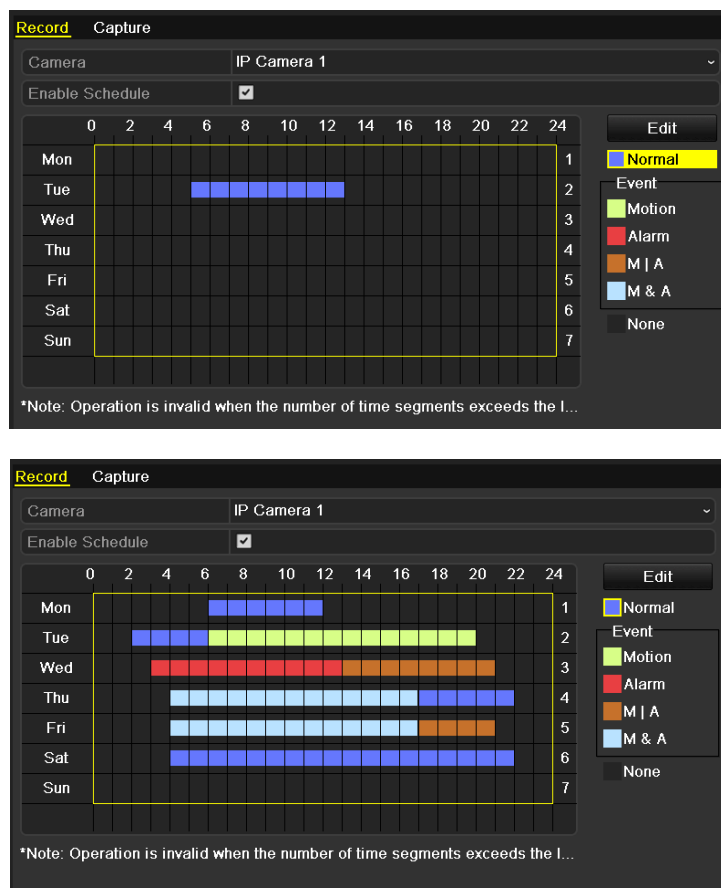 Record Capture
Camera IP Camera 1
Enable Schedule
0 2 4 6 8 10 12 14 16 18 20 22 24
Edit
Mon 1
Normal
Tue 2
Event
Motion
Wed 3
Alarm
Thu 4
M | A
Fri 5
M & A
Sat 6
None
Sun 7
*Note: Operation is invalid when the number of time segments exceeds the l...
Record Capture
Camera IP Camera 1
Enable Schedule
0 2 4 6 8 10 12 14 16 18 20 22 24
Edit
Mon 1
Normal
Tue 2
Event
Motion
Wed 3
Alarm
Thu 4
M | A
Fri 5
M & A
Sat 6
None
Sun 7
*Note: Operation is invalid when the number of time segments exceeds the l...